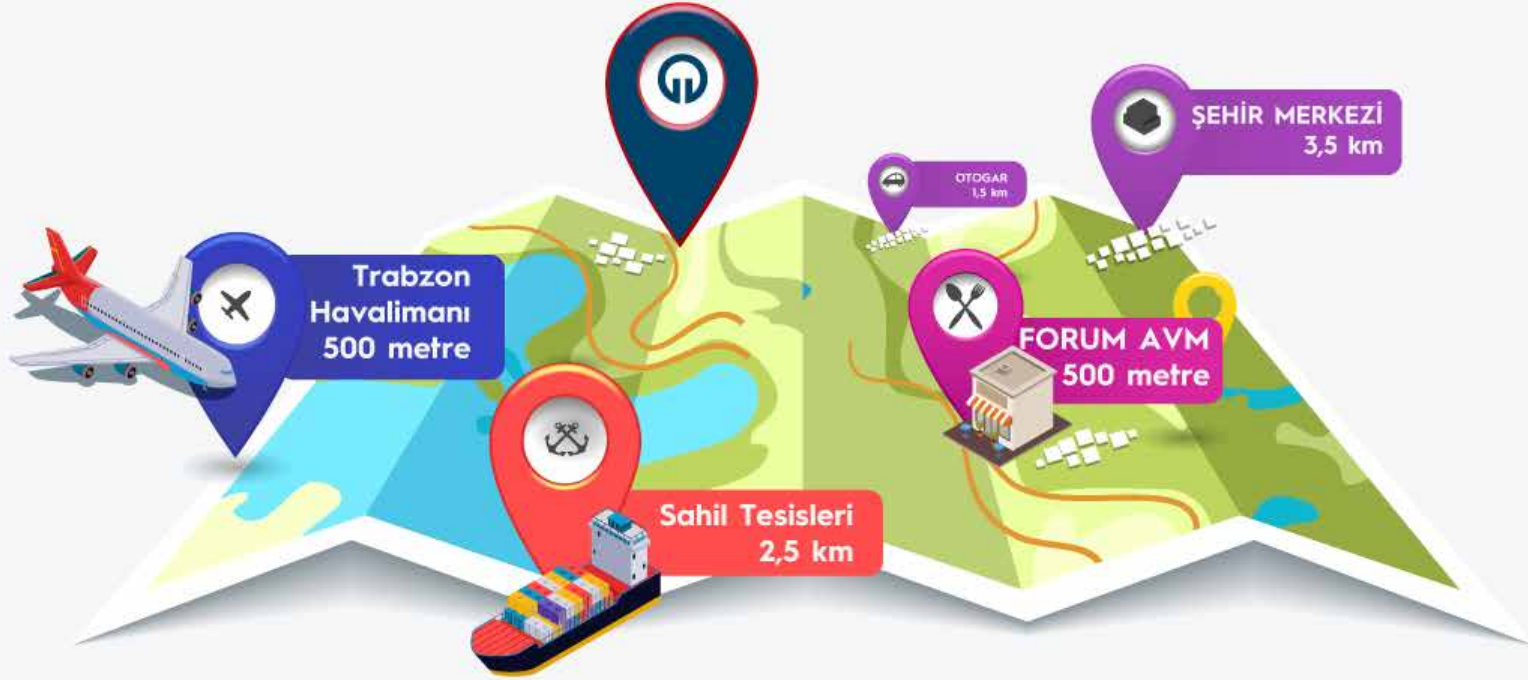 ŞEHİR MERKEZİ
3,5 km
OTOGAR
1,5 km
Trabzon
Havalimanı
500 metre
FORUM AVM
500 metre
Sahil Tesisleri
2,5 km